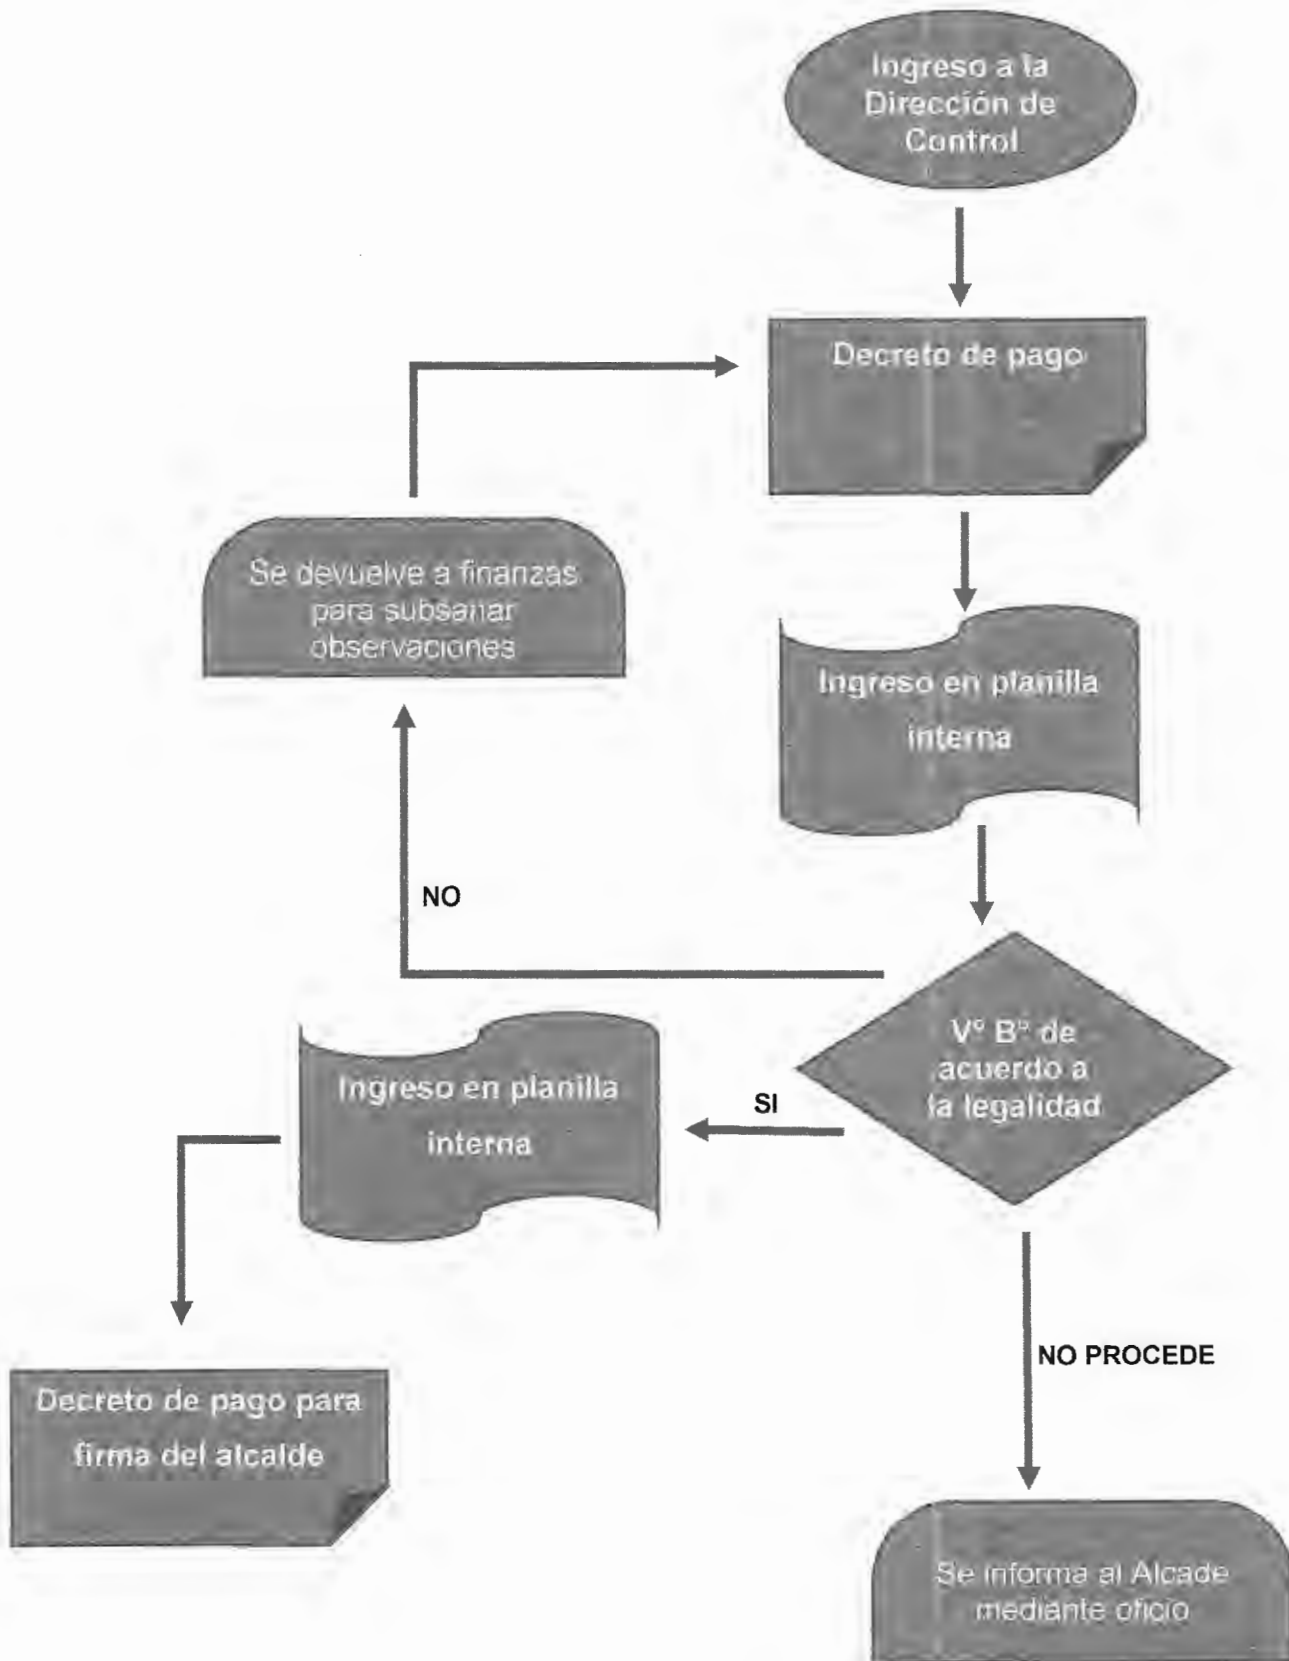 Ingreso a la
Dirección de
Control
Decreto de pago
Se devuelve a finanzas
para subsanar
observaciones
Ingreso en planilla
interna
NO
Vº Bº de
acuerdo a
la legalidad
SI
Ingreso en planilla
interna
NO PROCEDE
Decreto de pago para
firma del alcalde
Se informa al Alcade
mediante oficio